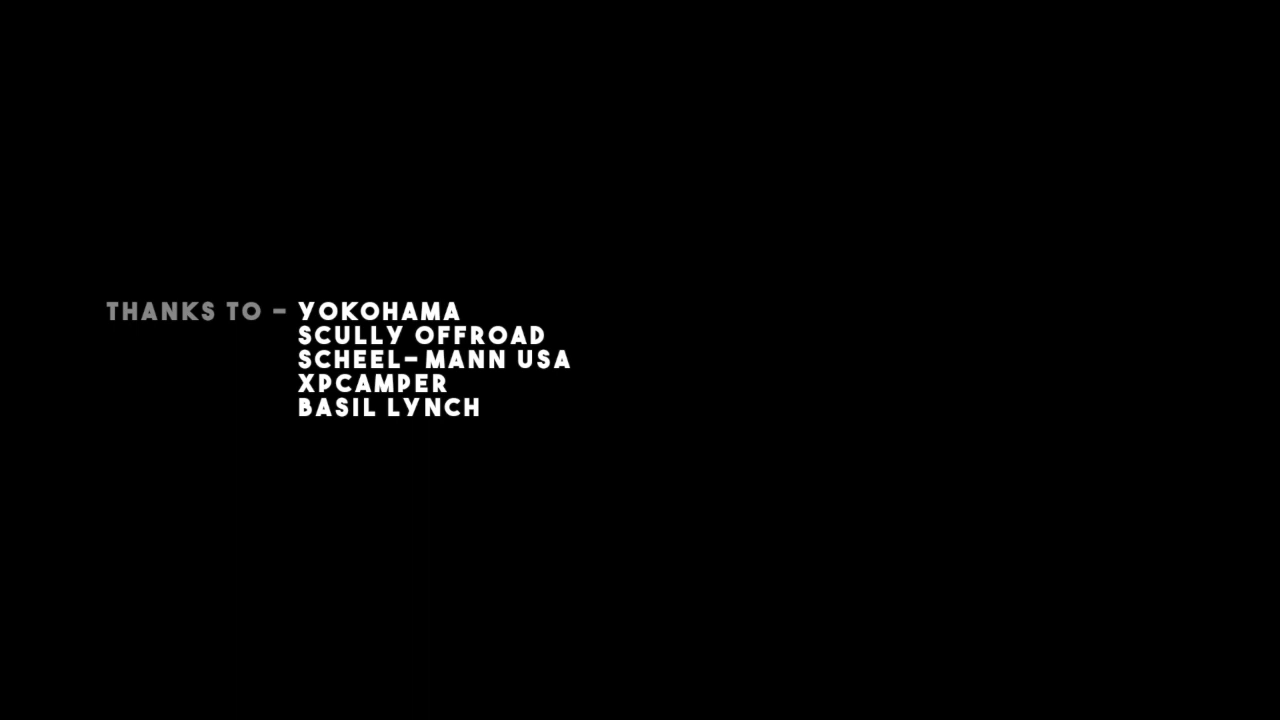 THANKS TO - YOKOHAMA
SCULLY OFFROAD
SCHEEL-MANN USA
XPCAMPER
BASIL LYNCH